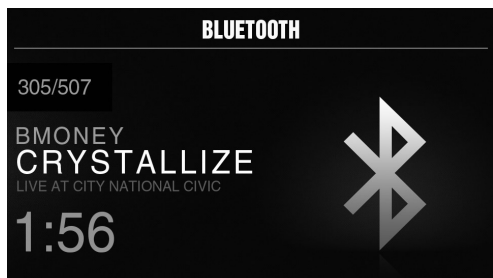 BLUETOOTH
305/507
BMONEY
CRYSTALLIZE
LIVE AT CITY NATIONAL CIVIC
1:56